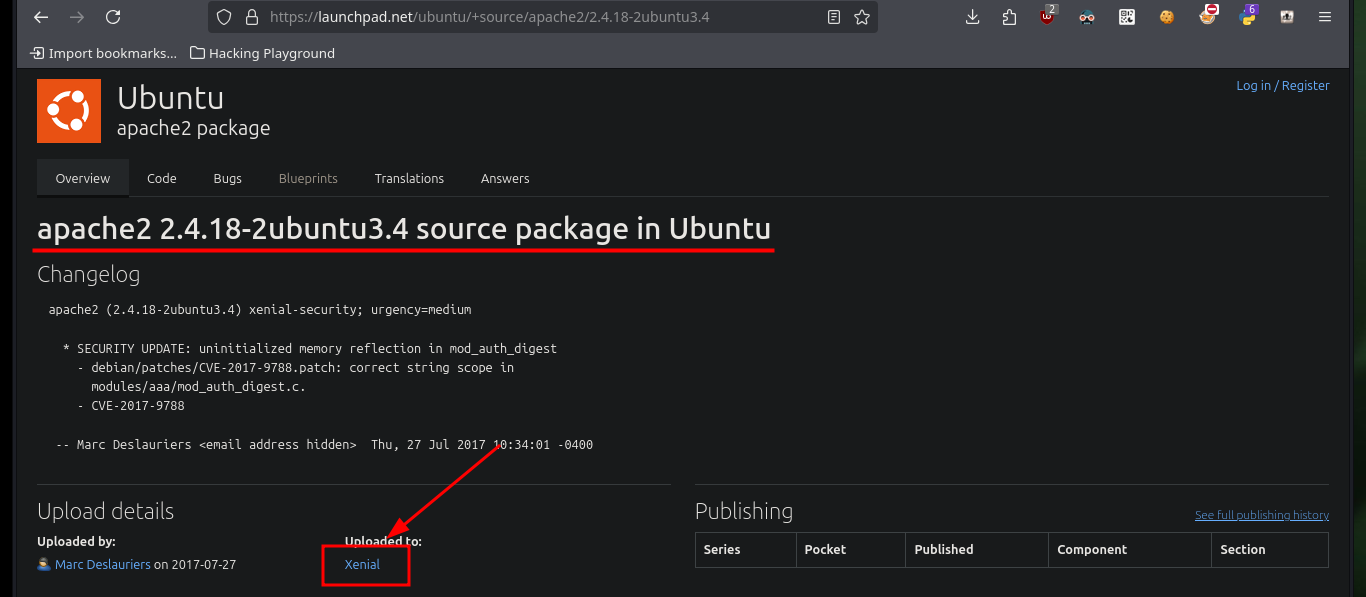 https://launchpad.net/ubuntu/+source/apache2/2.4.18-2ubuntu3.4
2
6
Import bookmarks...
Hacking Playground
Ubuntu
apache2 package
Log in / Register
Overview
Code
Bugs
Blueprints
Translations
Answers
apache2 2.4.18-2ubuntu3.4 source package in Ubuntu
Changelog
apache2 (2.4.18-2ubuntu3.4) xenial-security; urgency=medium
* SECURITY UPDATE: uninitialized memory reflection in mod_auth_digest
- debian/patches/CVE-2017-9788.patch: correct string scope in
modules/aaa/mod_auth_digest.c.
- CVE-2017-9788
-- Marc Deslauriers <email address hidden>  Thu, 27 Jul 2017 10:34:01 -0400
Upload details
Uploaded by:
Marc Deslauriers on 2017-07-27
Uploaded to:
Xenial
Publishing
See full publishing history
Series
Pocket
Published
Component
Section